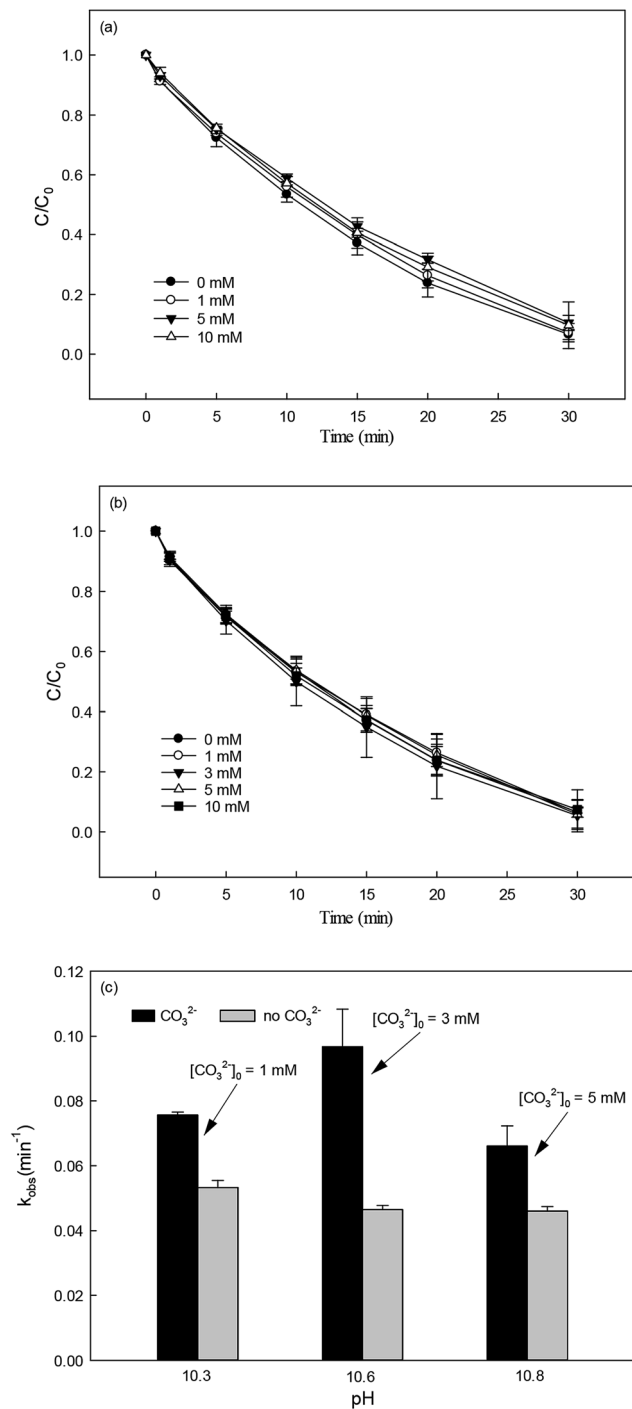 (a)
1.0
0.8
0.6
0.4
0.2
0.0
C/C₀
0 mM
1 mM
5 mM
10 mM
0 5 10 15 20 25 30
Time (min)
(b)
1.0
0.8
0.6
0.4
0.2
0.0
C/C₀
0 mM
1 mM
3 mM
5 mM
10 mM
0 5 10 15 20 25 30
Time (min)
(c)
0.12
0.10
0.08
0.06
0.04
0.02
0.00
k_obs(min⁻¹)
CO₃²⁻ no CO₃²⁻
[CO₃²⁻]₀ = 1 mM
[CO₃²⁻]₀ = 3 mM
[CO₃²⁻]₀ = 5 mM
10.3 10.6 10.8
pH